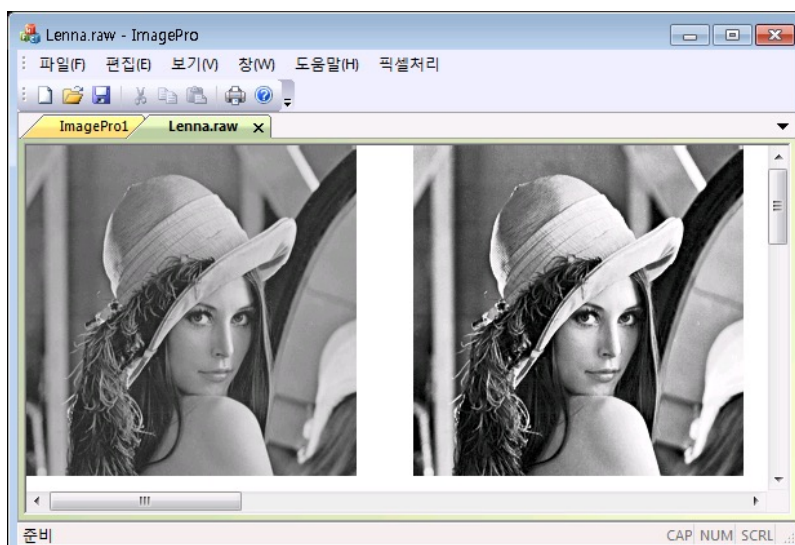 Lenna.raw - ImagePro
파일(F) 편집(E) 보기(V) 창(W) 도움말(H) 픽셀처리
ImagePro1 Lenna.raw
준비 CAP NUM SCRL